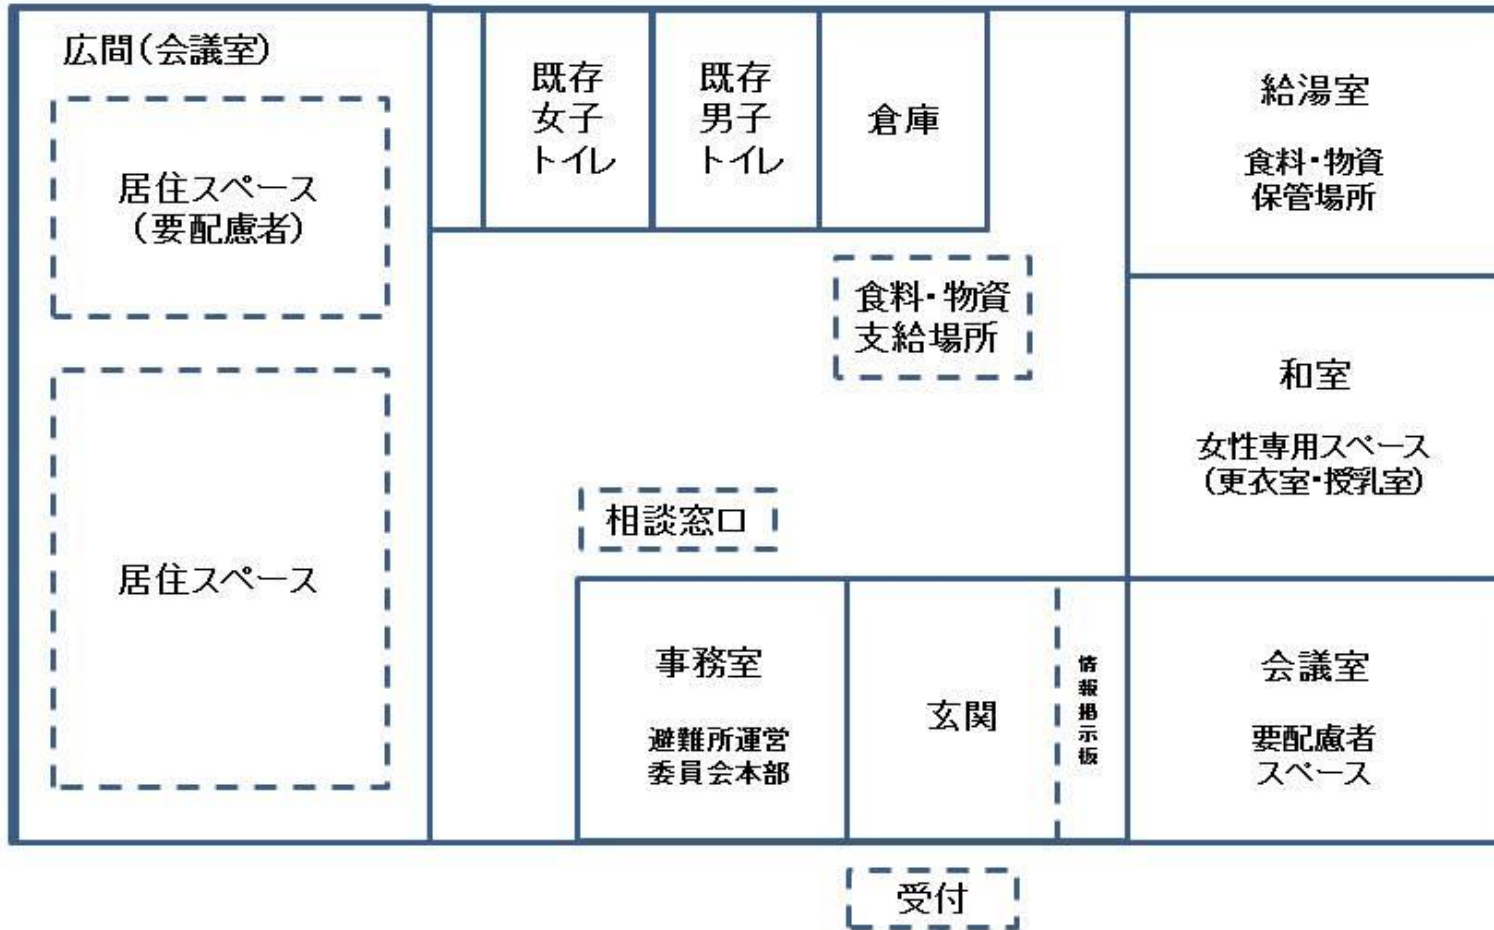 広間(会議室)
居住スペース
(要配慮者)
居住スペース
既存
女子
トイレ
既存
男子
トイレ
倉庫
給湯室
食料・物資
保管場所
食料・物資
支給場所
和室
女性専用スペース
(更衣室・授乳室)
相談窓口
事務室
避難所運営
委員会本部
玄関
情報掲示板
会議室
要配慮者
スペース
受付